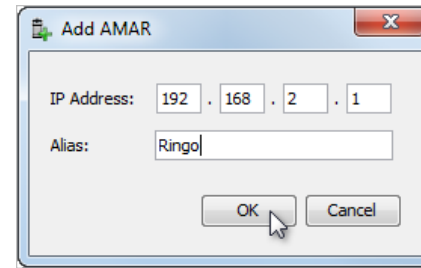 Add AMAR
IP Address: 192 . 168 . 2 . 1
Alias: Ringo
OK Cancel